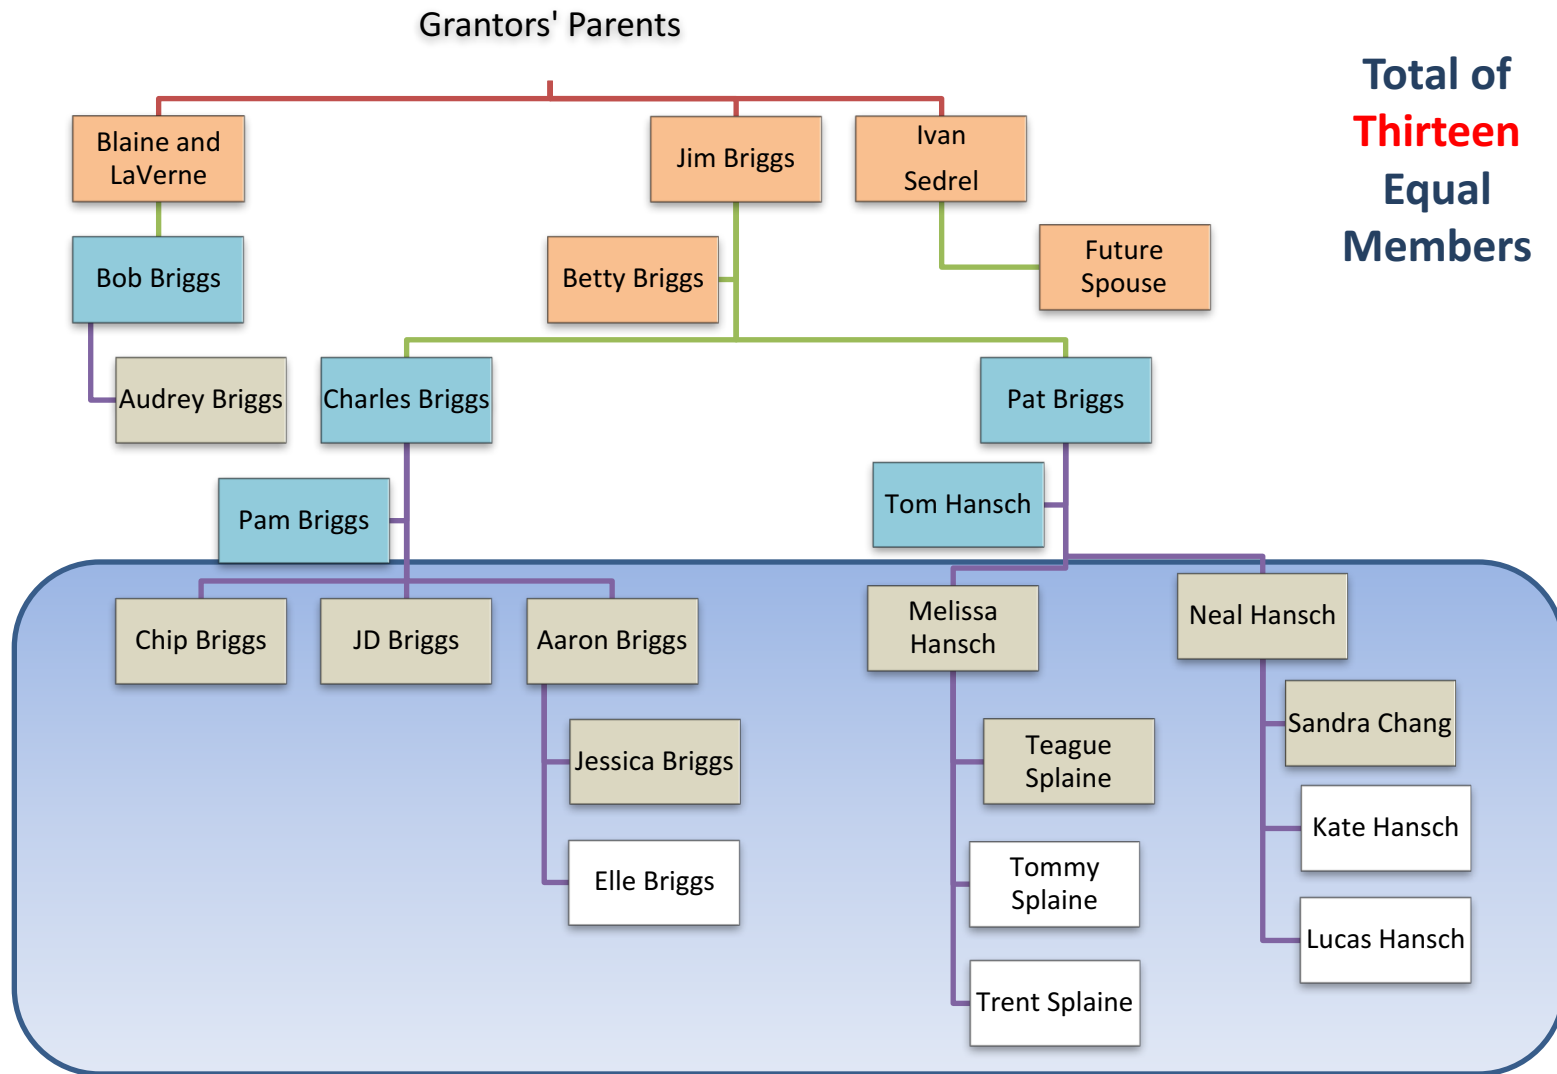 Grantors' Parents
Total of
Thirteen
Equal
Members
Blaine and
LaVerne
Jim Briggs
Ivan
Sedrel
Bob Briggs
Betty Briggs
Future
Spouse
Audrey Briggs
Charles Briggs
Pat Briggs
Pam Briggs
Tom Hansch
Chip Briggs
JD Briggs
Aaron Briggs
Melissa
Hansch
Neal Hansch
Jessica Briggs
Teague
Splaine
Sandra Chang
Elle Briggs
Tommy
Splaine
Kate Hansch
Trent Splaine
Lucas Hansch